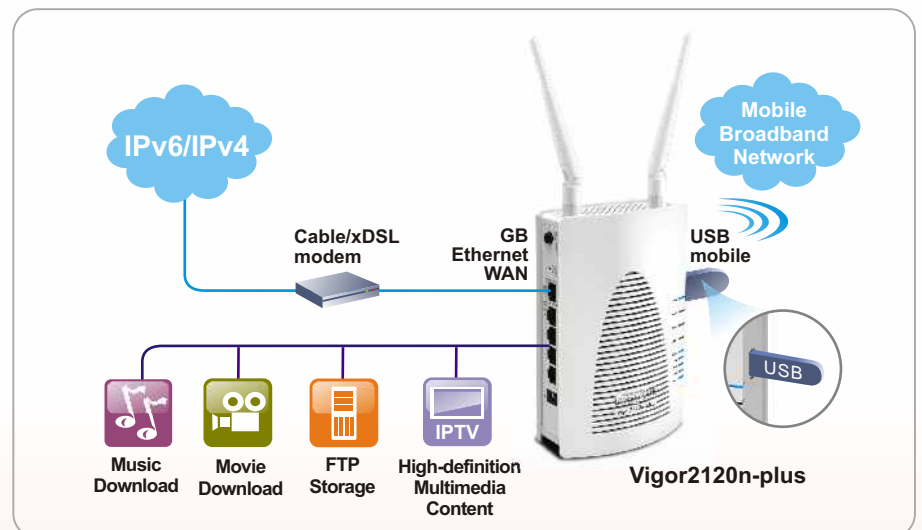 IPv6/IPv4
Mobile
Broadband
Network
Cable/xDSL
modem
GB
Ethernet
WAN
USB
mobile
USB
IPTV
Music
Download
Movie
Download
FTP
Storage
High-definition
Multimedia
Content
Vigor2120n-plus